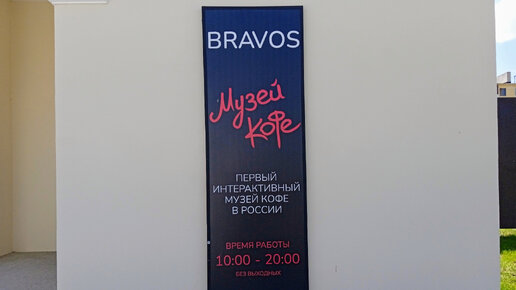 BRAVOS
Музей
кофе
ПЕРВЫЙ
ИНТЕРАКТИВНЫЙ
МУЗЕЙ КОФЕ
В РОССИИ
ВРЕМЯ РАБОТЫ
10:00 - 20:00
БЕЗ ВЫХОДНЫХ